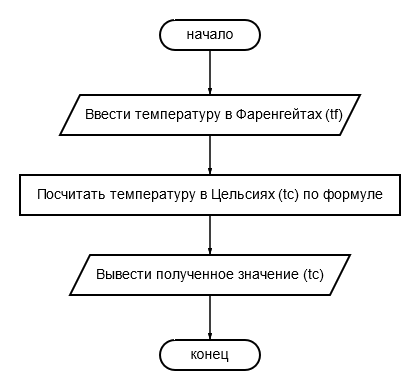 начало
Ввести температуру в Фаренгейтах (tf)
Посчитать температуру в Цельсиях (tc) по формуле
Вывести полученное значение (tc)
конец